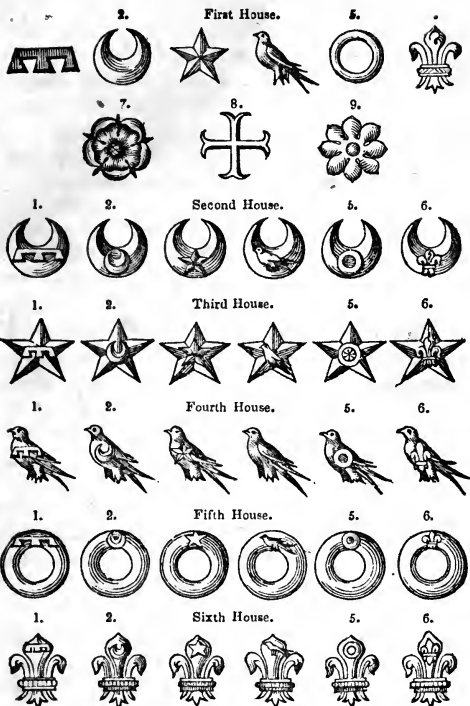 2. First House. 5.
7. 8. 9.
1. 2. Second House. 5. 6.
1. 2. Third House. 5. 6.
1. 2. Fourth House. 5. 6.
1. 2. Fifth House. 5. 6.
1. 2. Sixth House. 5. 6.